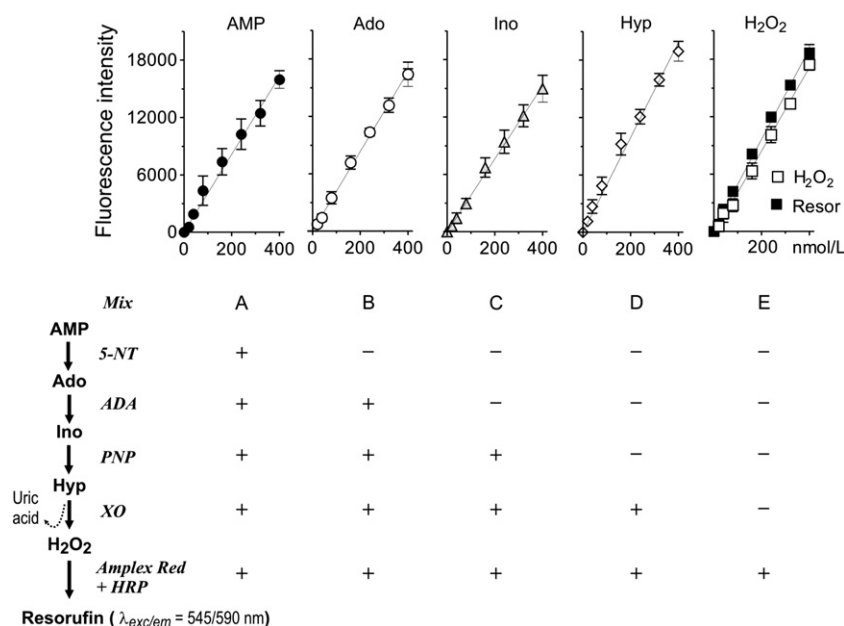 AMP Ado Ino Hyp H₂O₂
Fluorescence intensity
18000
12000
6000
0
H₂O₂
Resor
0 200 400 0 200 400 0 200 400 0 200 400 200 nmol/L
Mix A B C D E
AMP
5-NT + – – – –
Ado
ADA + + – – –
Ino
PNP + + + – –
Hyp
Uric
acid
XO + + + + –
H₂O₂
Amplex Red
+ HRP + + + + +
Resorufin ( λexc/em = 545/590 nm)